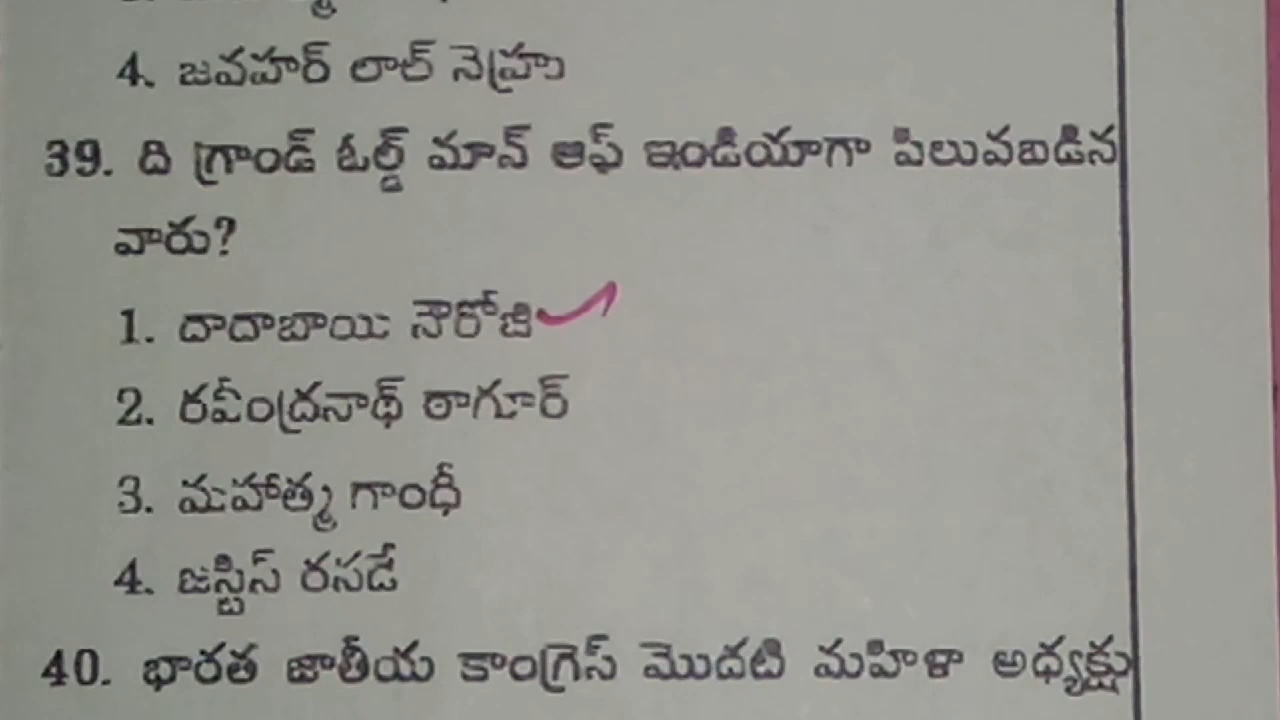 4. జవహర్ లాల్ నెహ్రు
39. ది గ్రాండ్ ఓల్డ్ మాన్ ఆఫ్ ఇండియాగా పిలువబడిన
వారు?
1. దాదాబాయి నౌరోజి
2. రవీంద్రనాథ్ ఠాగూర్
3. మహాత్మ గాంధీ
4. జస్టిస్ రసడే
40. భారత జాతీయ కాంగ్రెస్ మొదటి మహిళా అధ్యక్షు